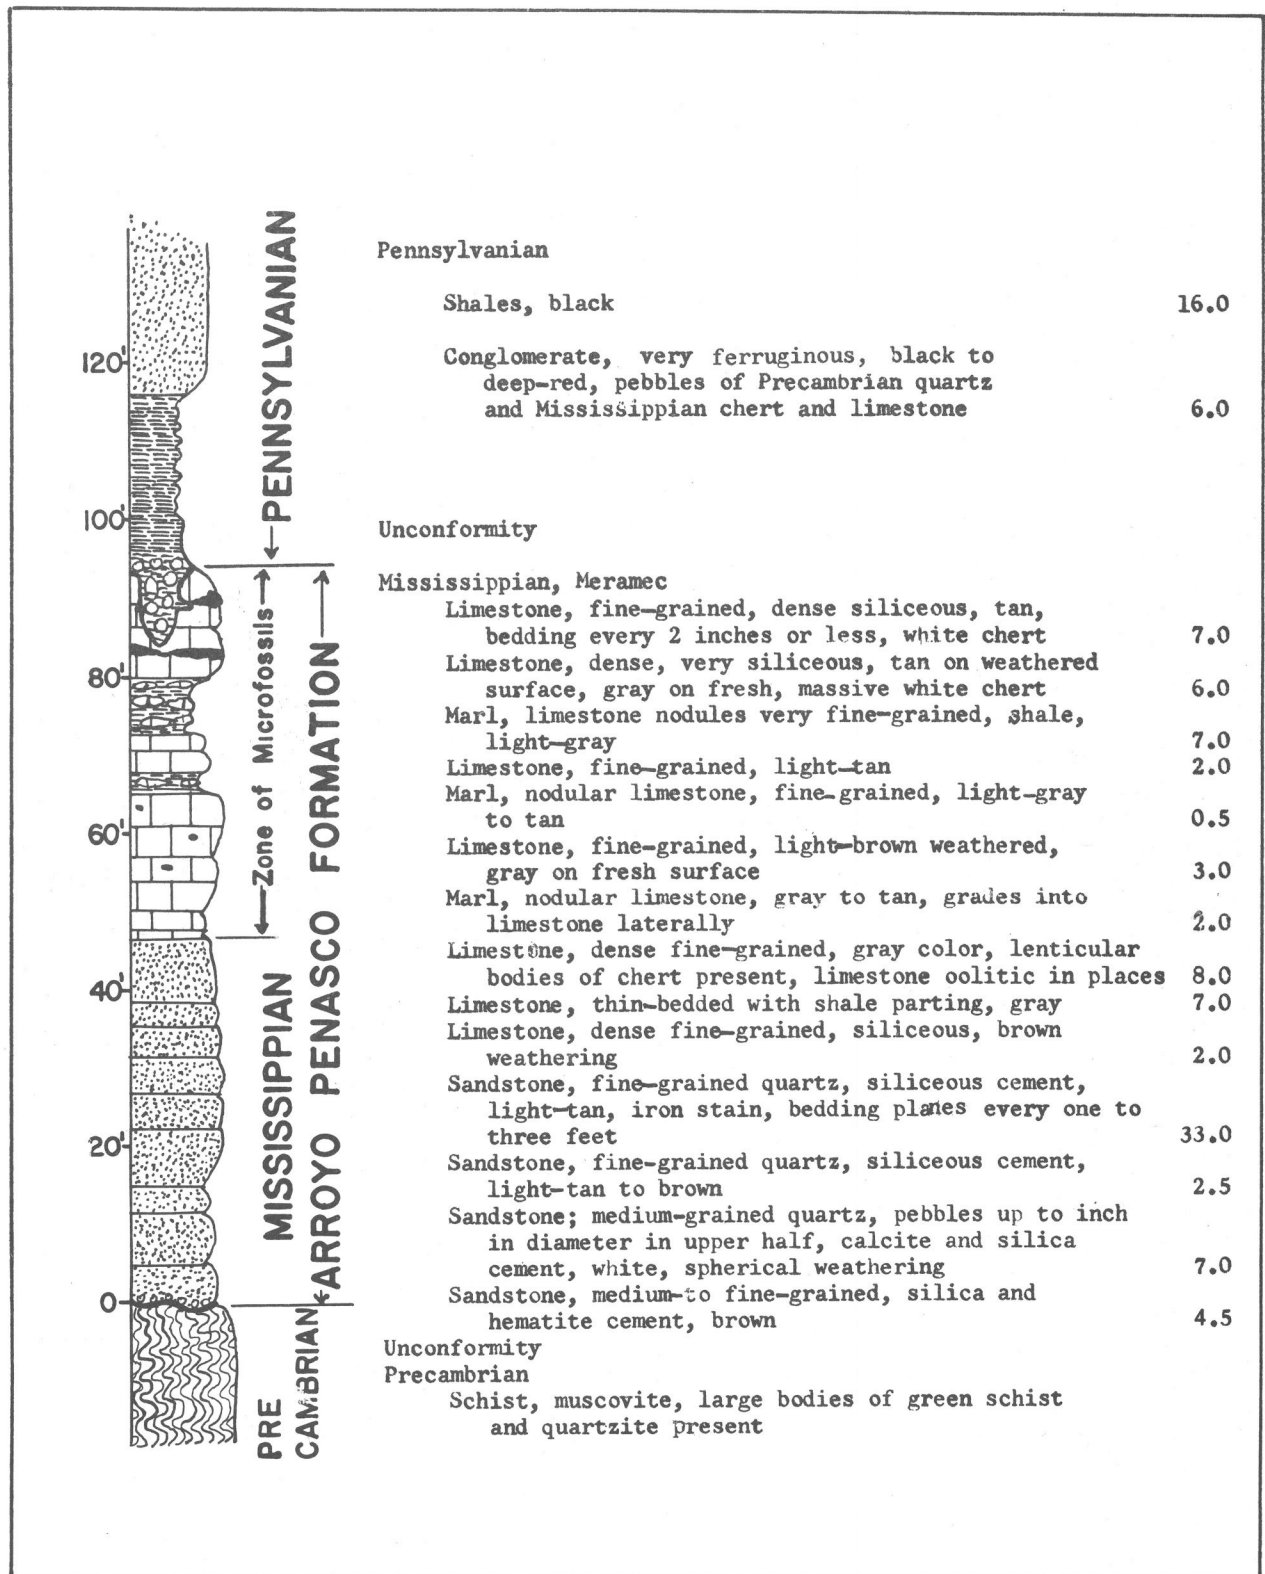 120'
100'
80'
60'
40'
20'
0
PENNSYLVANIAN
Zone of Microfossils
MISSISSIPPIAN
ARROYO PENASCO FORMATION
PRE
CAMBRIAN
Pennsylvanian
Shales, black 16.0
Conglomerate, very ferruginous, black to
deep-red, pebbles of Precambrian quartz
and Mississippian chert and limestone 6.0
Unconformity
Mississippian, Meramec
Limestone, fine-grained, dense siliceous, tan,
bedding every 2 inches or less, white chert 7.0
Limestone, dense, very siliceous, tan on weathered
surface, gray on fresh, massive white chert 6.0
Marl, limestone nodules very fine-grained, shale,
light-gray 7.0
Limestone, fine-grained, light-tan 2.0
Marl, nodular limestone, fine-grained, light-gray
to tan 0.5
Limestone, fine-grained, light-brown weathered,
gray on fresh surface 3.0
Marl, nodular limestone, gray to tan, grades into
limestone laterally 2.0
Limestone, dense fine-grained, gray color, lenticular
bodies of chert present, limestone oolitic in places 8.0
Limestone, thin-bedded with shale parting, gray 7.0
Limestone, dense fine-grained, siliceous, brown
weathering 2.0
Sandstone, fine-grained quartz, siliceous cement,
light-tan, iron stain, bedding planes every one to
three feet 33.0
Sandstone, fine-grained quartz, siliceous cement,
light-tan to brown 2.5
Sandstone; medium-grained quartz, pebbles up to inch
in diameter in upper half, calcite and silica
cement, white, spherical weathering 7.0
Sandstone, medium-to fine-grained, silica and
hematite cement, brown 4.5
Unconformity
Precambrian
Schist, muscovite, large bodies of green schist
and quartzite present